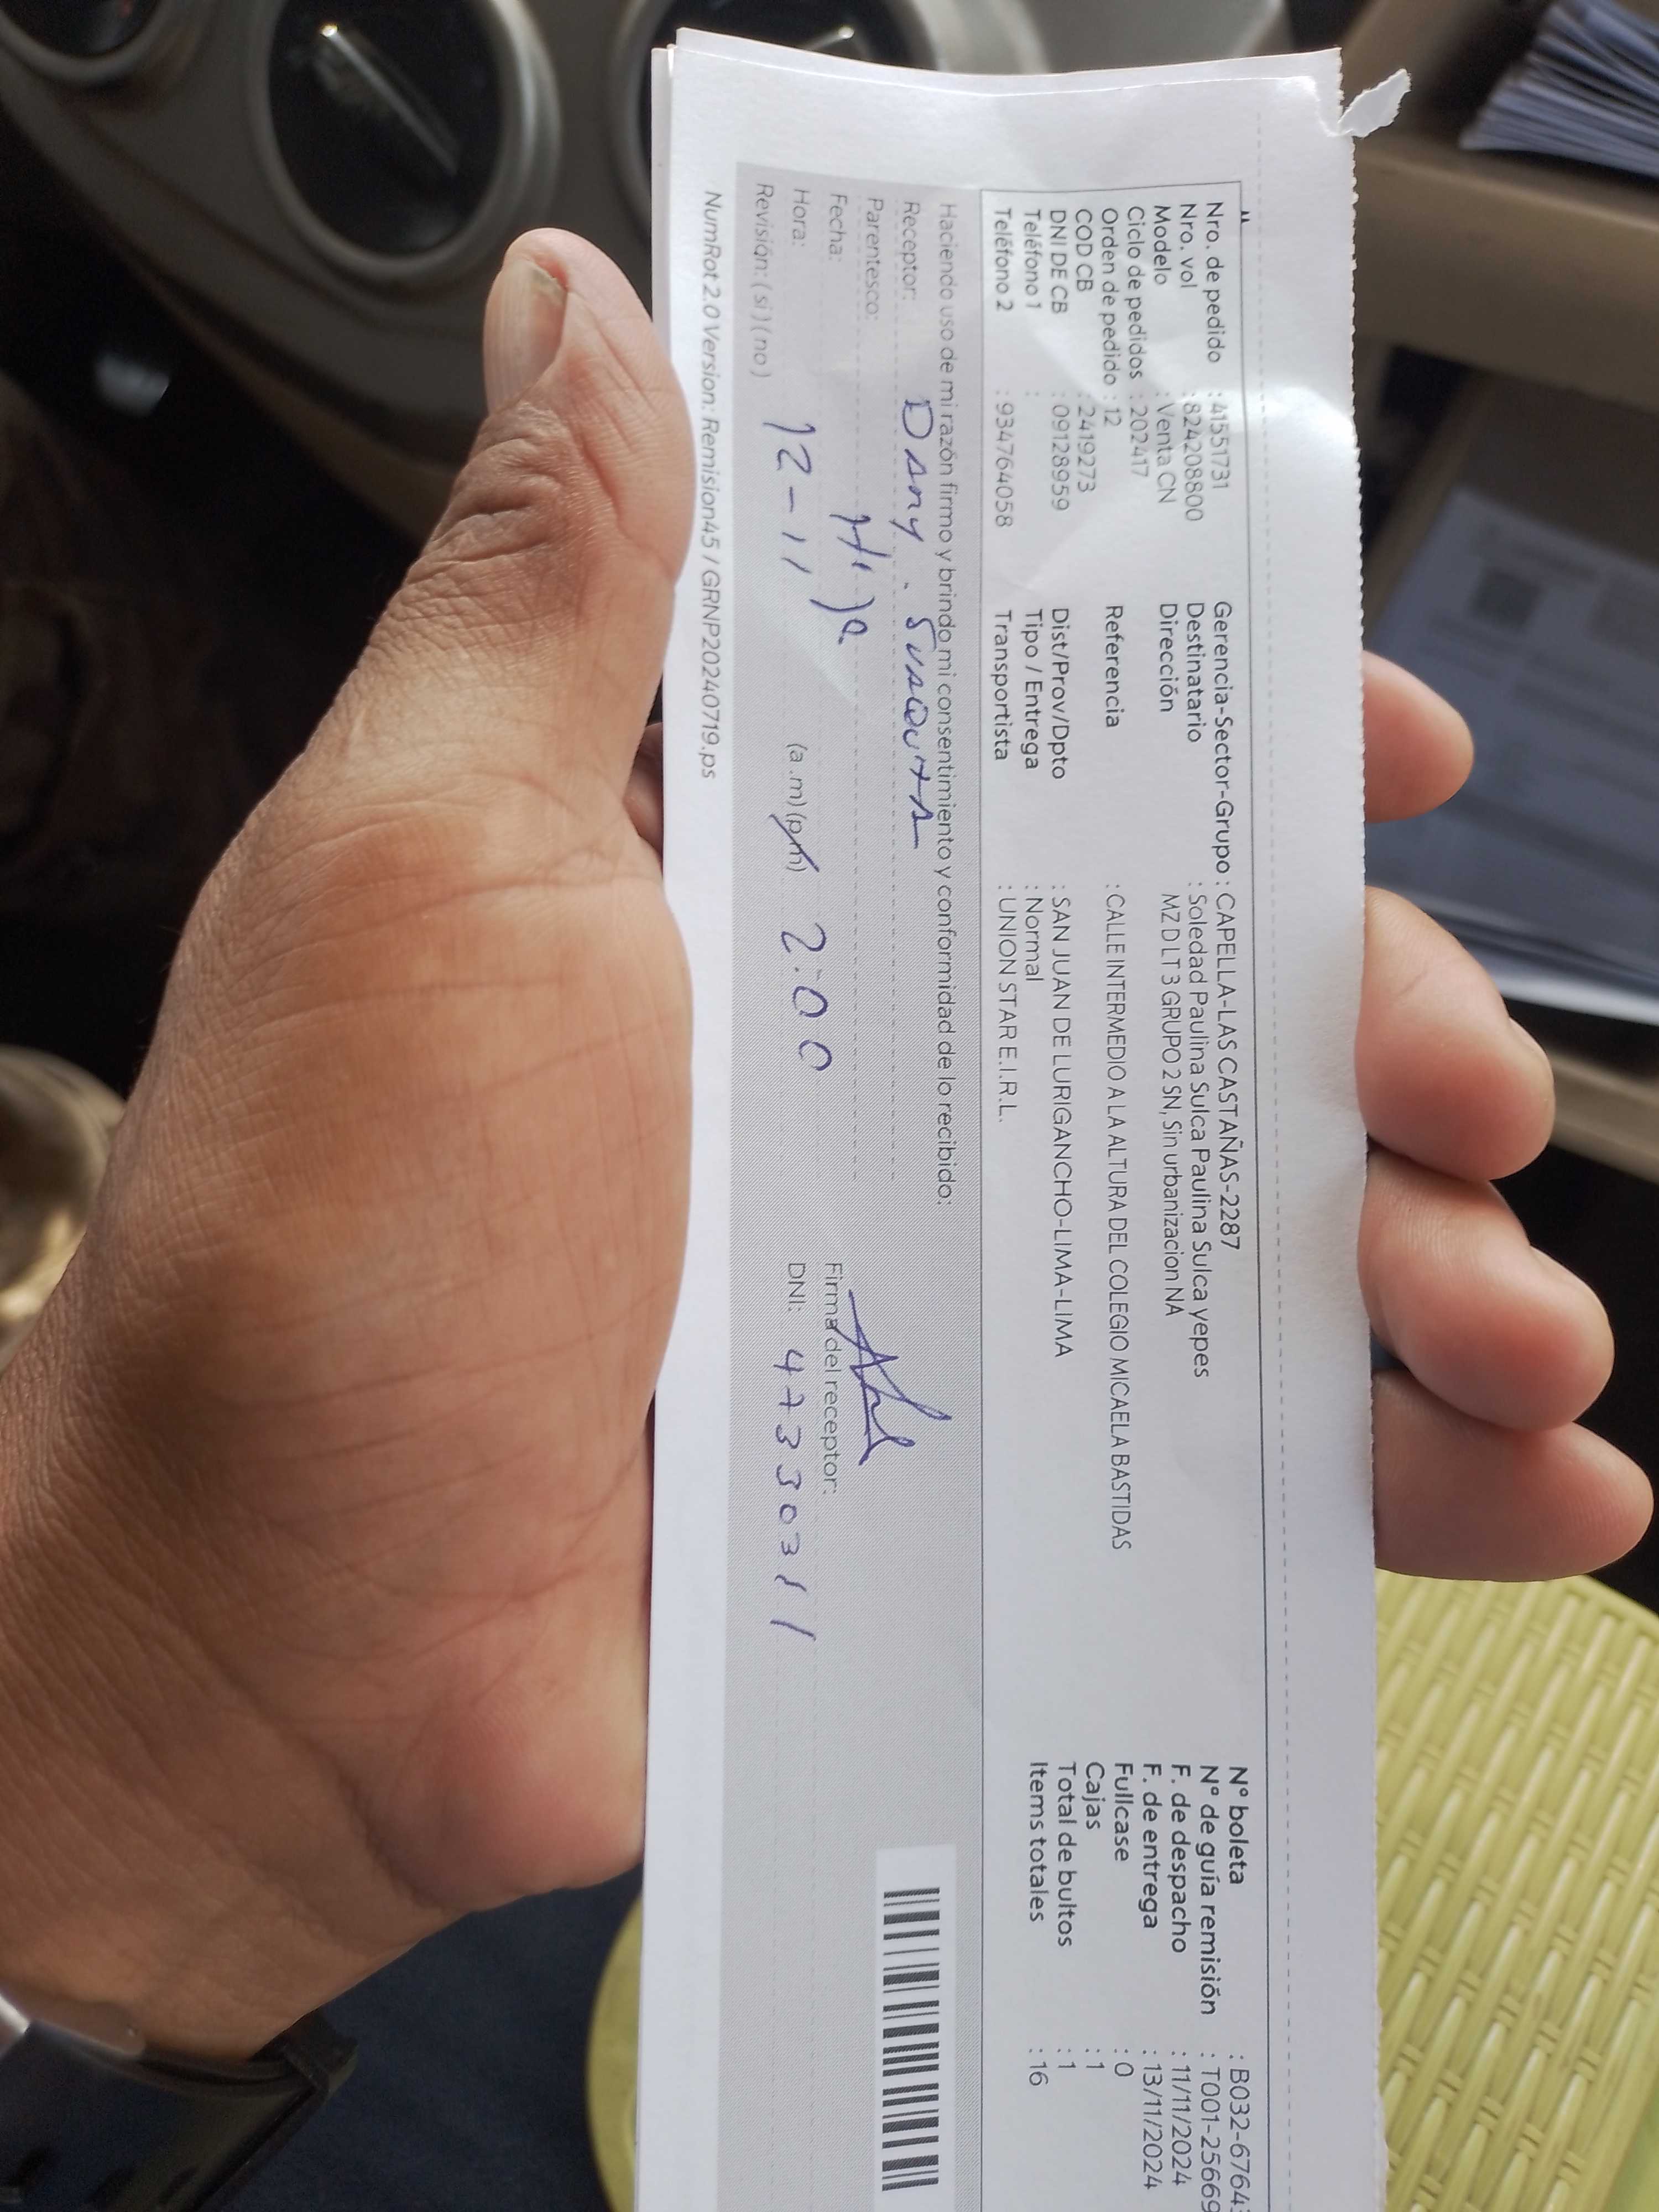 Nro. de pedido : 41551731
Nro. vol : 824208800
Modelo : Venta CN
Ciclo de pedidos : 202417
Orden de pedido : 12
COD CB : 2419273
DNI DE CB : 09128959
Teléfono 1 :
Teléfono 2 : 934764058
Gerencia-Sector-Grupo : CAPELLA-LAS CASTAÑAS-2287
Destinatario : Soledad Paulina Sulca Paulina Sulca yepes
Dirección MZ D LT 3 GRUPO 2 SN, Sin urbanizacion NA
Referencia : CALLE INTERMEDIO A LA ALTURA DEL COLEGIO MICAELA BASTIDAS
Dist/Prov/Dpto : SAN JUAN DE LURIGANCHO-LIMA-LIMA
Tipo / Entrega : Normal
Transportista : UNION STAR E.I.R.L.
N° boleta : B032-6764
N° de guía remisión : T001-25669
F. de despacho : 11/11/2024
F. de entrega : 13/11/2024
Fullcase : 0
Cajas : 1
Total de bultos : 1
Items totales : 16
Haciendo uso de mi razón firmo y brindo mi consentimiento y conformidad de lo recibido:
Receptor: Dany
Parentesco: Hija
Fecha: 12-11
Hora: (a.m) (pm) 2:00
Revisión: ( si ) ( no )
Firma del receptor:
DNI: 47330311
NumRot 2.0 Version: Remision45 / GRNP20240719.ps